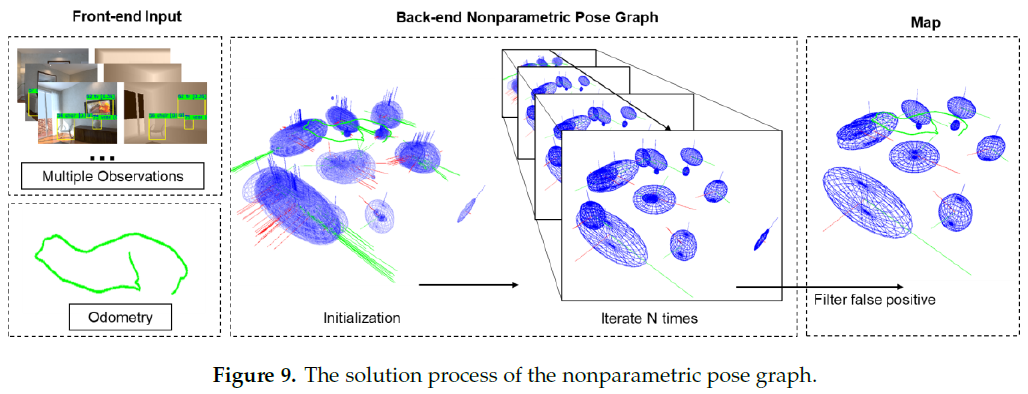 Front-end Input
Back-end Nonparametric Pose Graph
Map
...
Multiple Observations
Odometry
Initialization
Iterate N times
Filter false positive
Figure 9. The solution process of the nonparametric pose graph.